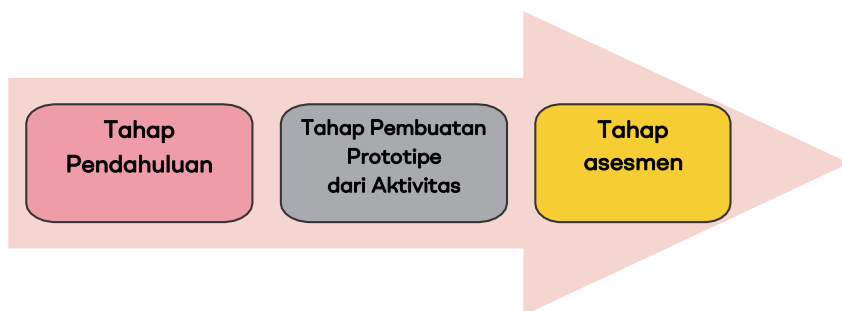 Tahap
Pendahuluan
Tahap Pembuatan
Prototipe
dari Aktivitas
Tahap
asesmen